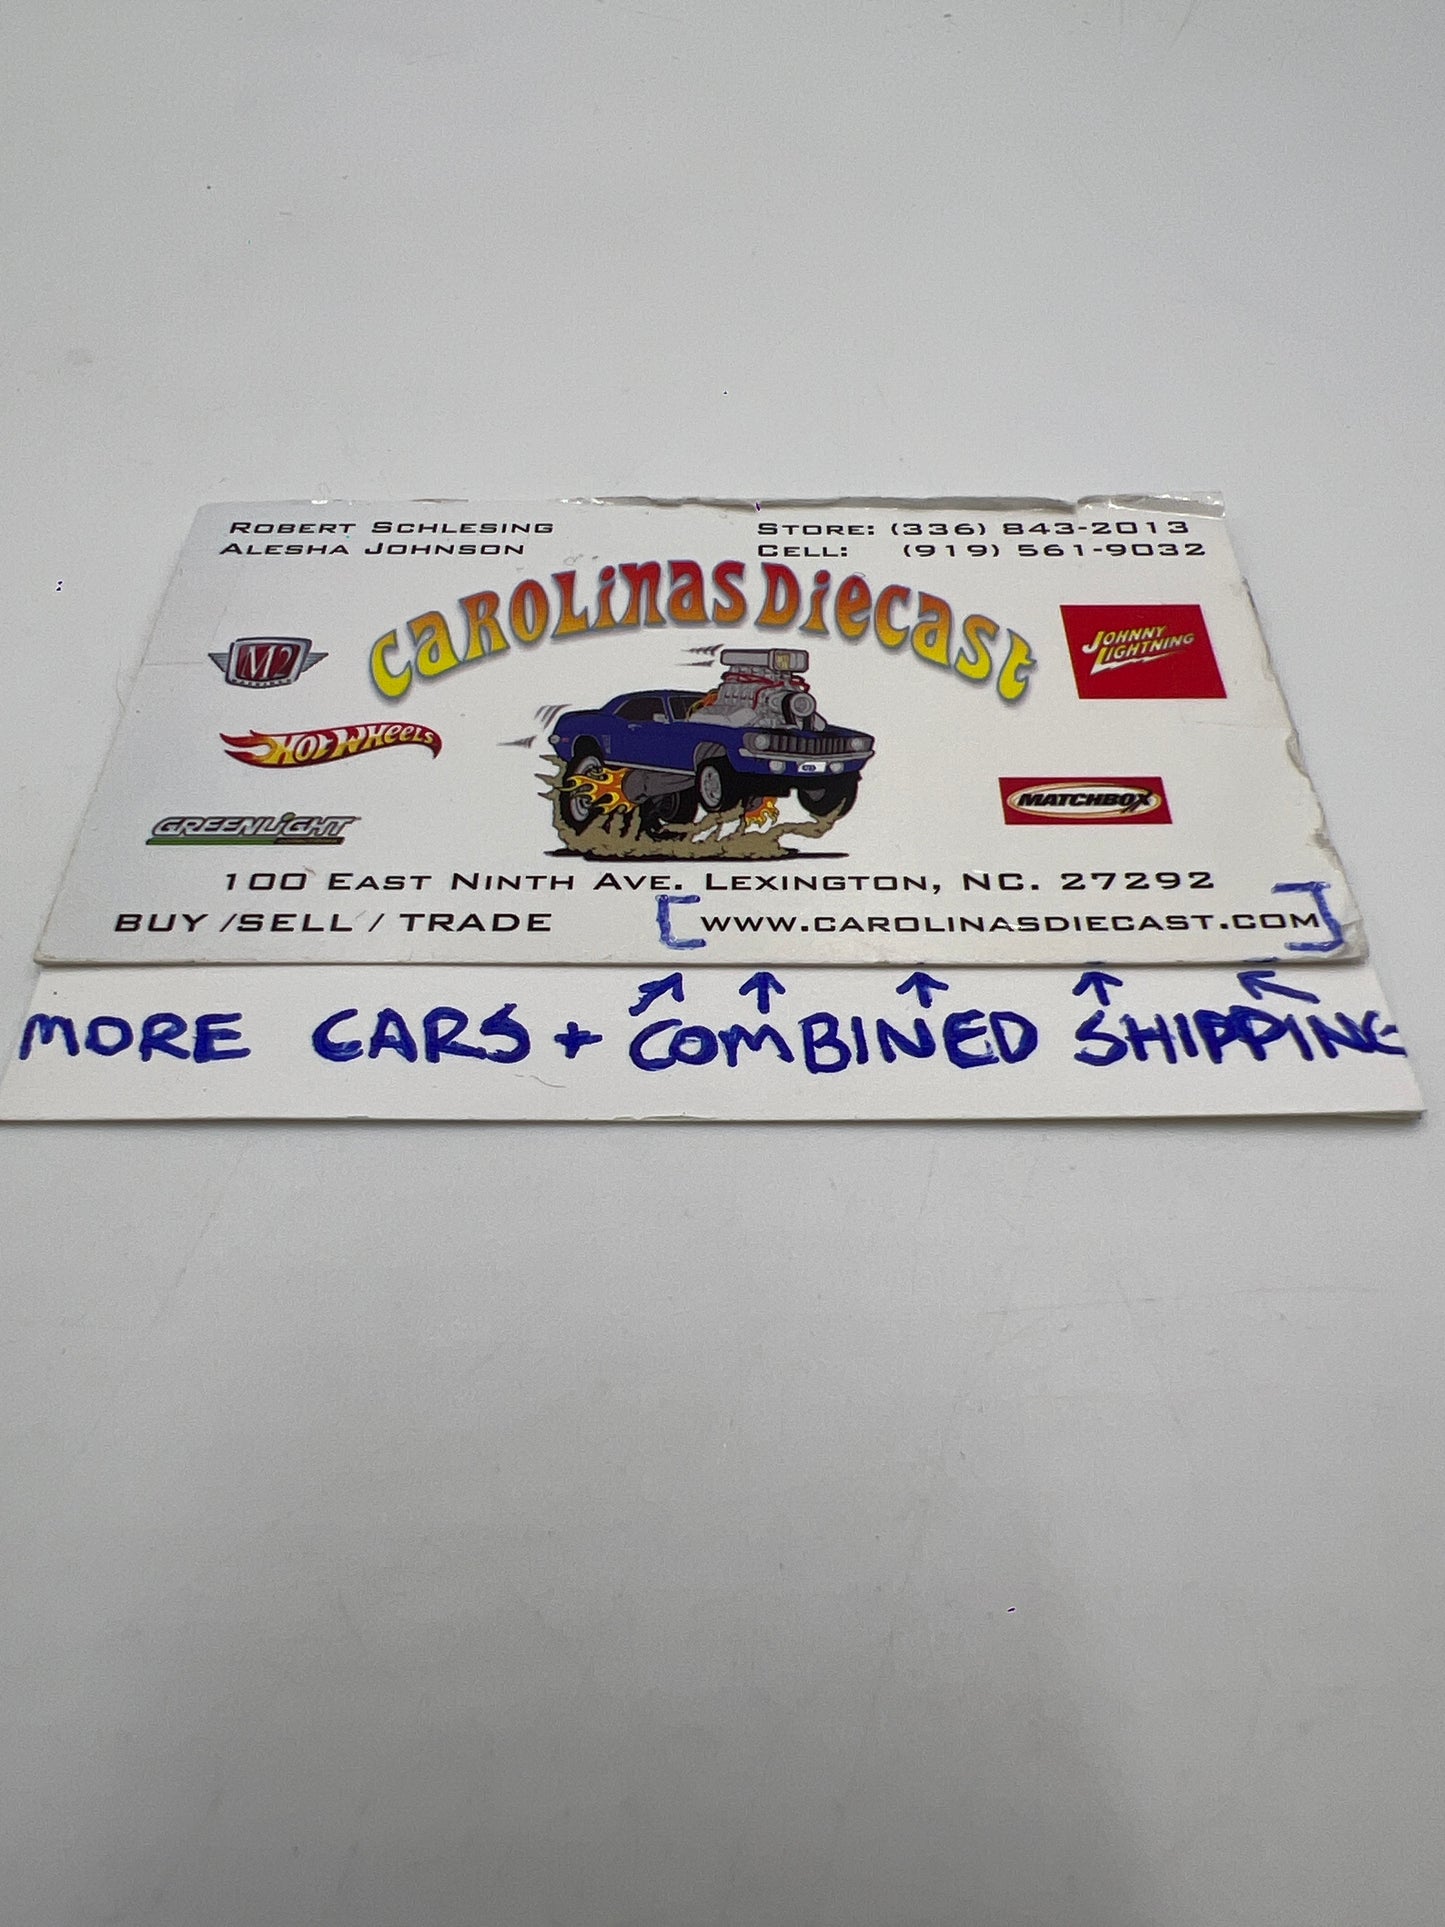 ROBERT SCHLESING
ALESHA JOHNSON
STORE: (336) 843-2013
CELL: (919) 561-9032
CAROLINAS DIECAST
M2
JOHNNY LIGHTNING
HOT WHEELS
MATCHBOX
GREENLIGHT
100 EAST NINTH AVE. LEXINGTON, NC. 27292
BUY /SELL / TRADE [WWW.CAROLINASDIECAST.COM]
MORE CARS + COMBINED SHIPPING